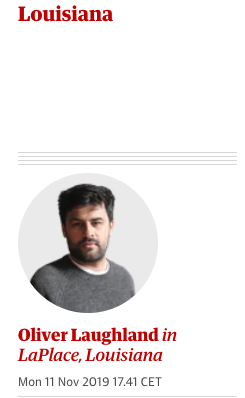 Louisiana
Oliver Laughland in
LaPlace, Louisiana
Mon 11 Nov 2019 17.41 CET